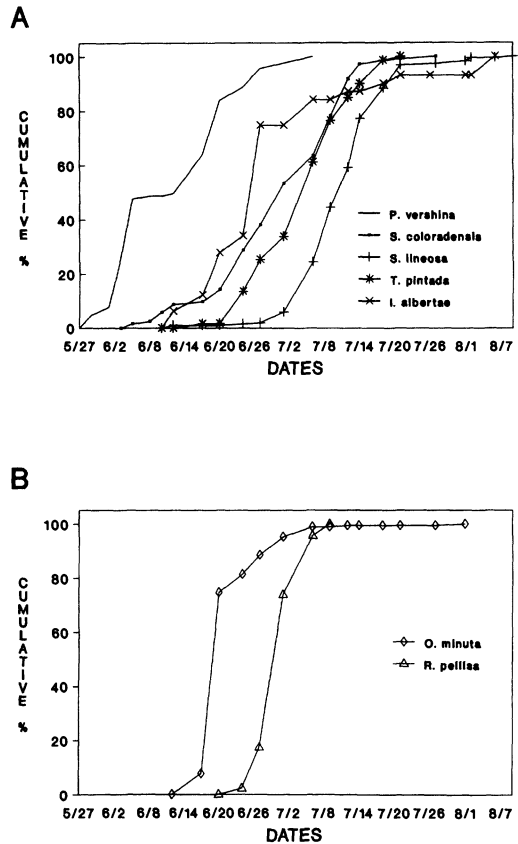 A
CUMULATIVE %
100
80
60
40
20
0
P. vershina
S. coloradensis
S. lineosa
T. pintada
I. albertae
5/27 6/2 6/8 6/14 6/20 6/26 7/2 7/8 7/14 7/20 7/26 8/1 8/7
DATES
B
CUMULATIVE %
100
80
60
40
20
0
O. minuta
R. pellisa
5/27 6/2 6/8 6/14 6/20 6/26 7/2 7/8 7/14 7/20 7/26 8/1 8/7
DATES